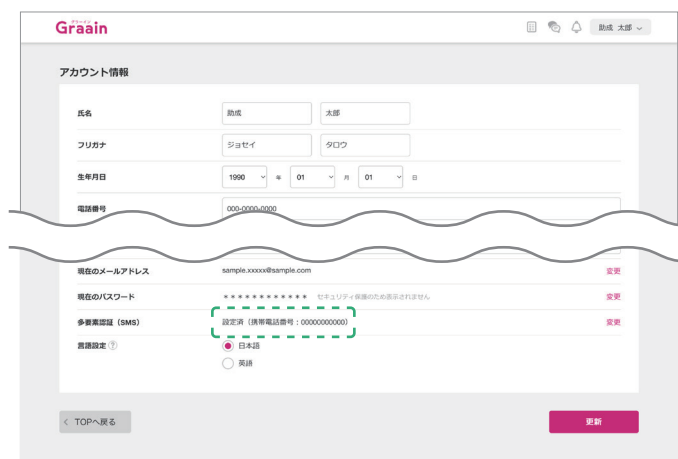 グラーイン
Graain
助成 太郎
アカウント情報
氏名 助成 太郎
フリガナ ジョセイ タロウ
生年月日 1990 年 01 月 01 日
電話番号 000-0000-0000
現在のメールアドレス sample.xxxxx@sample.com 変更
現在のパスワード ************ セキュリティ保護のため表示されません 変更
多要素認証（SMS） 設定済（携帯電話番号：00000000000） 変更
言語設定 ? 日本語
英語
< TOPへ戻る 更新